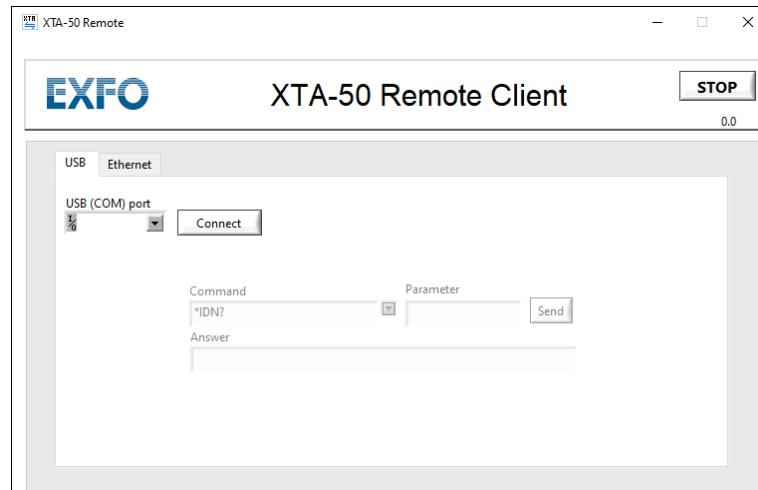 XTA
XTA-50 Remote
EXFO
XTA-50 Remote Client
STOP
0.0
USB
Ethernet
USB (COM) port
I/O
Connect
Command
Parameter
*IDN?
Send
Answer